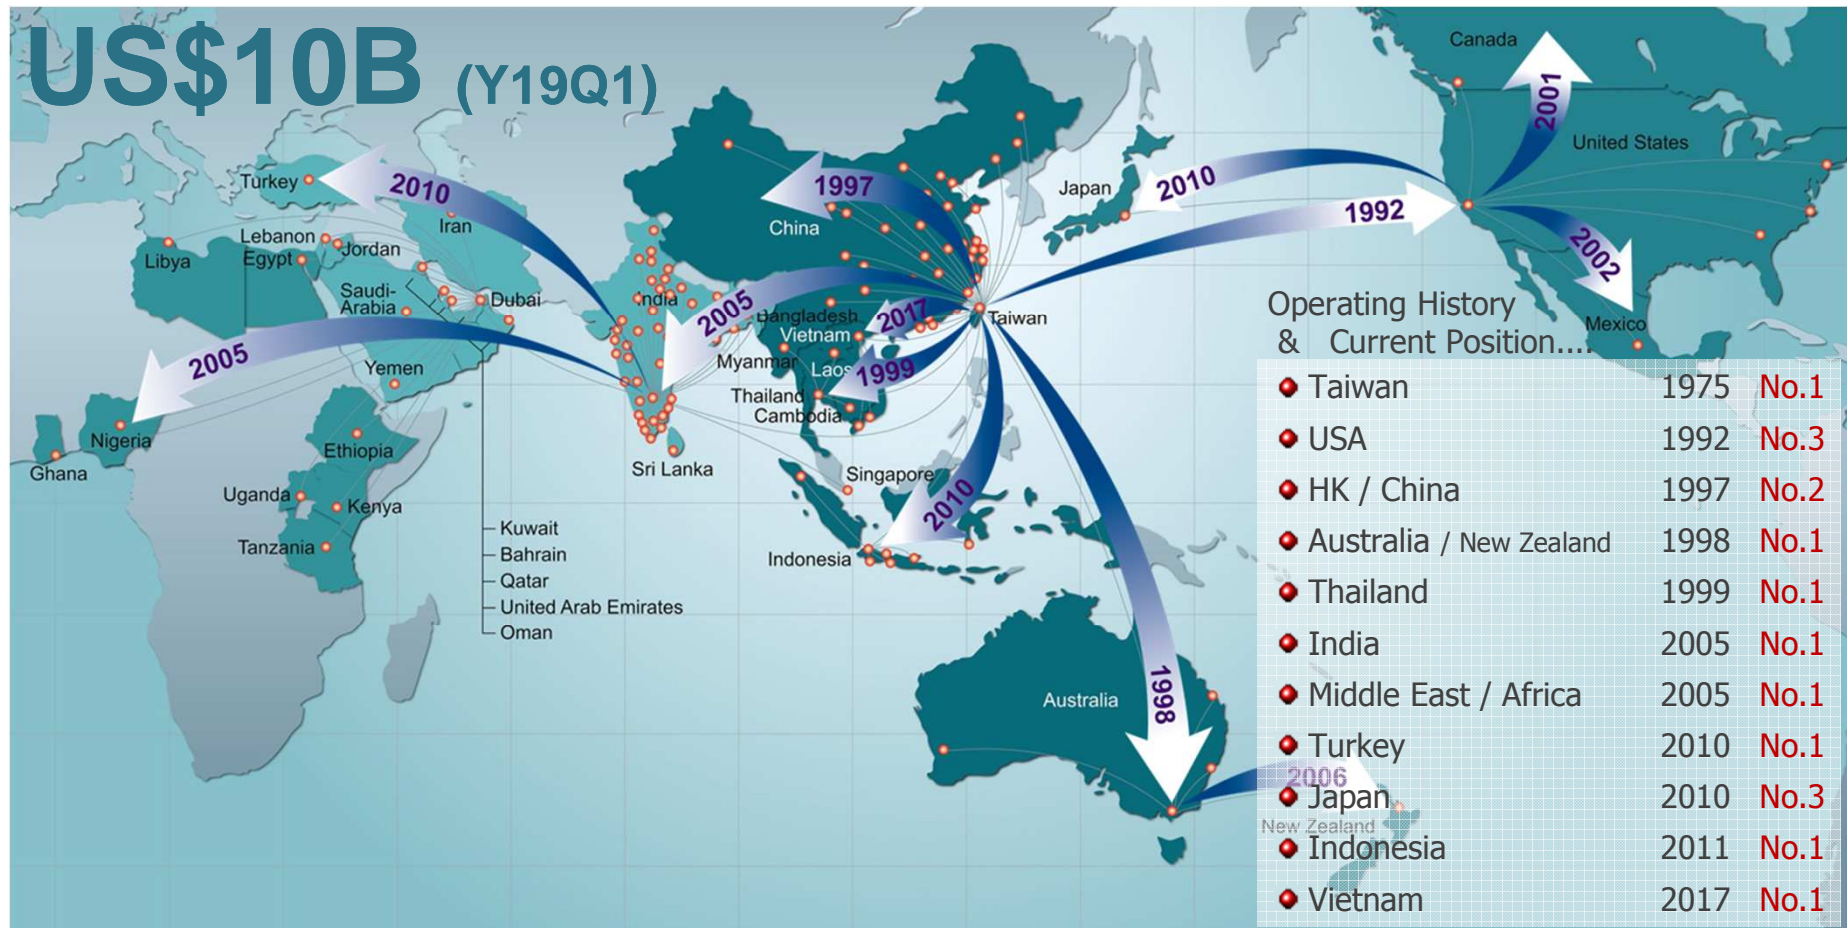 US$10B (Y19Q1)
Canada
2001
United States
Turkey
2010
1997
Japan
2010
1992
China
Iran
Lebanon
Jordan
Libya
Egypt
2002
Saudi-
Arabia
Dubai
India
2005
Bangladesh
2017
Taiwan
Mexico
Vietnam
2005
Yemen
Myanmar
Laos
1999
Thailand
Cambodia
Nigeria
Ghana
Ethiopia
Sri Lanka
Singapore
2010
Uganda
Kenya
Tanzania
Indonesia
Kuwait
Bahrain
Qatar
United Arab Emirates
Oman
Australia
1998
2006
New Zealand
Operating History
& Current Position....
Taiwan 1975 No.1
USA 1992 No.3
HK / China 1997 No.2
Australia / New Zealand 1998 No.1
Thailand 1999 No.1
India 2005 No.1
Middle East / Africa 2005 No.1
Turkey 2010 No.1
Japan 2010 No.3
Indonesia 2011 No.1
Vietnam 2017 No.1